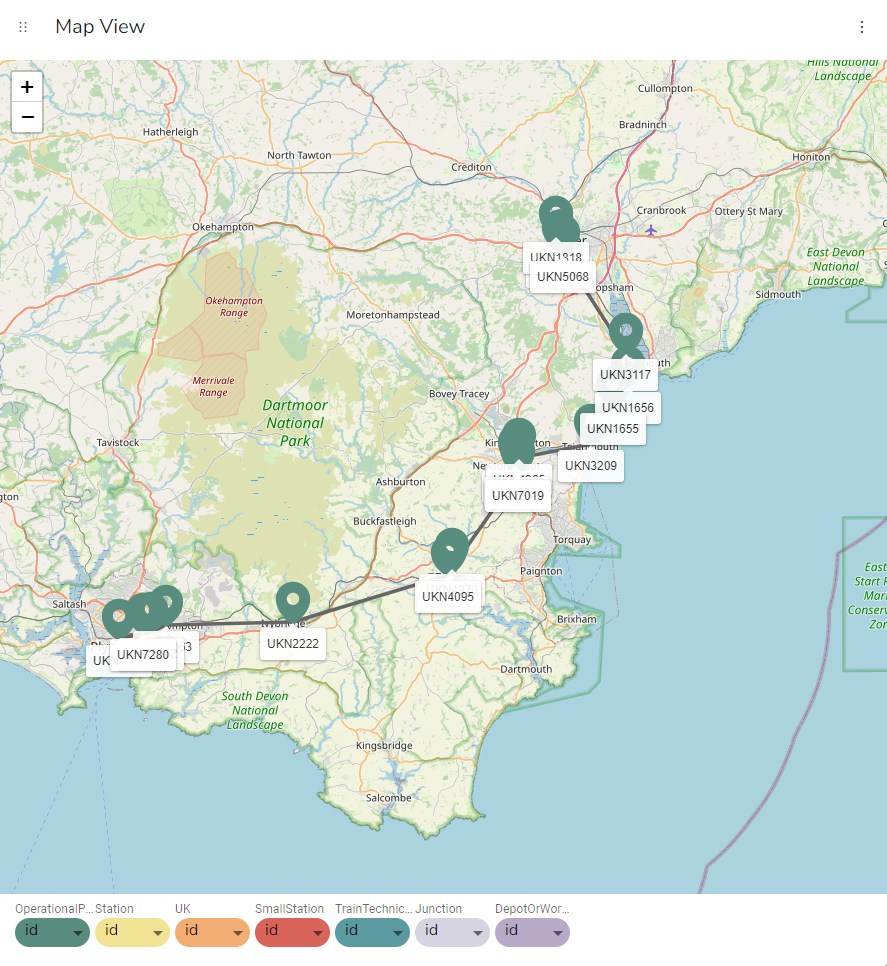 Map View
+
−
Hills National
Landscape
Cullompton
Bradninch
Hatherleigh
North Tawton
Crediton
Honiton
Cranbrook
Ottery St Mary
Okehampton
UKN1318
UKN5068
East Devon
National
Landscape
Sidmouth
Okehampton
Range
Moretonhampstead
UKN3117
Merrivale
Range
Bovey Tracey
Dartmoor
National
Park
UKN1656
UKN1655
Tavistock
UKN3209
Ashburton
UKN7019
Buckfastleigh
Torquay
Paignton
Saltash
UKN4095
Brixham
UKN2222
UKN7280
Dartmouth
South Devon
National
Landscape
Kingsbridge
Salcombe
OperationalP... Station UK SmallStation TrainTechnic... Junction DepotOrWor...
id id id id id id id